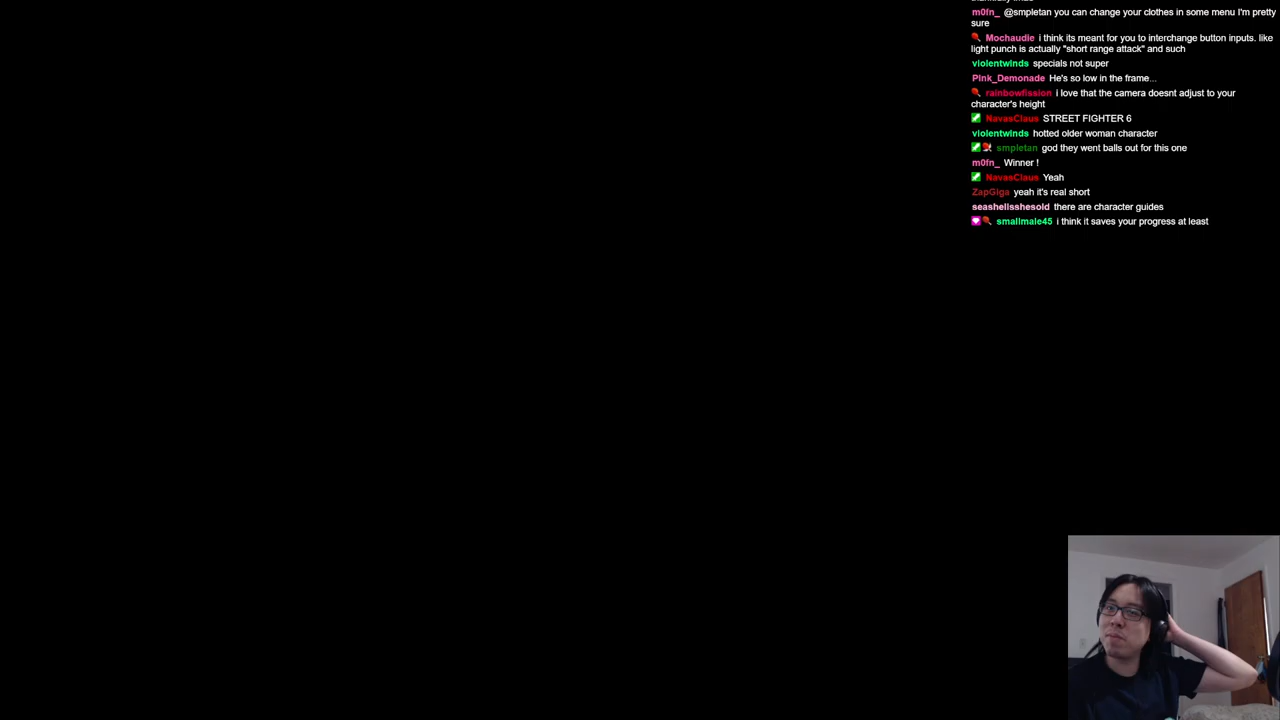 m0fn_ @smpletan you can change your clothes in some menu I'm pretty
sure
Mochaudie i think its meant for you to interchange button inputs. like
light punch is actually "short range attack" and such
violentwinds specials not super
P1nk_Demonade He's so low in the frame...
rainbowfission i love that the camera doesnt adjust to your
character's height
NavasClaus STREET FIGHTER 6
violentwinds hotted older woman character
smpletan god they went balls out for this one
m0fn_ Winner !
NavasClaus Yeah
ZapGiga yeah it's real short
seashellsshesold there are character guides
smallmale45 i think it saves your progress at least